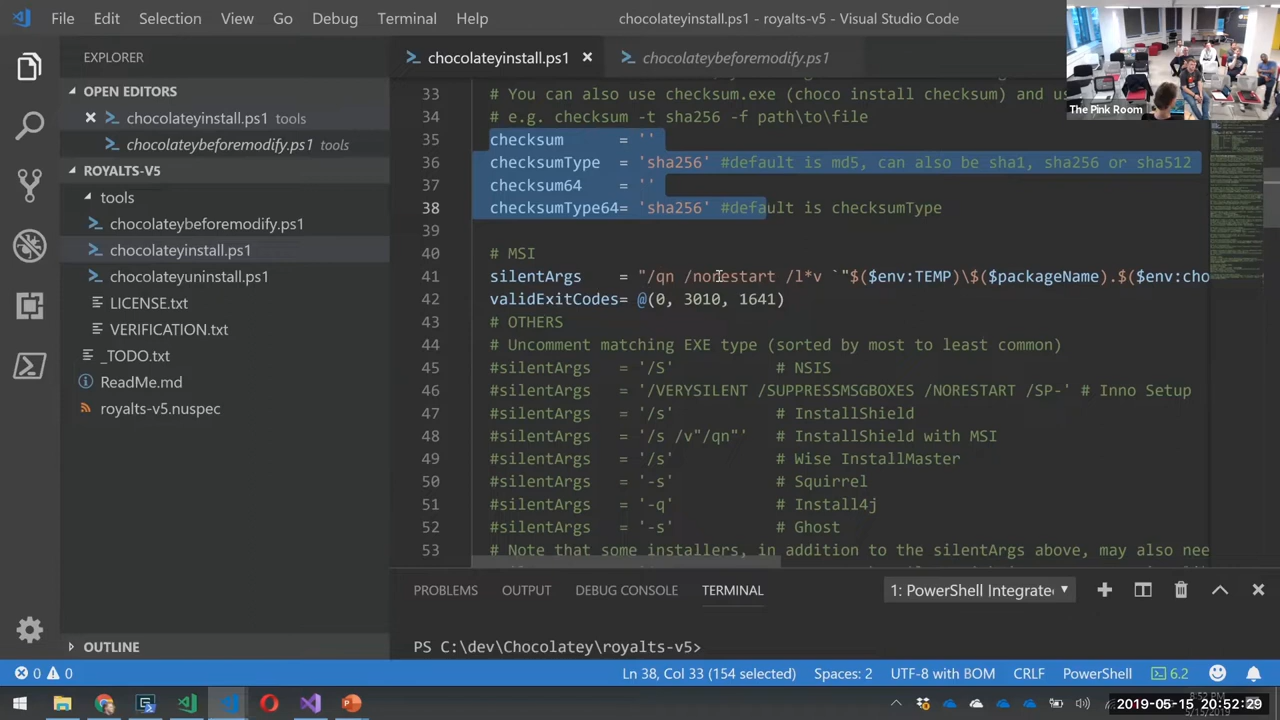 File Edit Selection View Go Debug Terminal Help
chocolateyinstall.ps1 - royalts-v5 - Visual Studio Code
The Pink Room
EXPLORER
OPEN EDITORS
chocolateyinstall.ps1 tools
chocolateybeforemodify.ps1 tools
ROYALTS-V5
tools
chocolateybeforemodify.ps1
chocolateyinstall.ps1
chocolateyuninstall.ps1
LICENSE.txt
VERIFICATION.txt
_TODO.txt
ReadMe.md
royalts-v5.nuspec
OUTLINE
chocolateyinstall.ps1
chocolateybeforemodify.ps1
33 # You can also use checksum.exe (choco install checksum) and us
34 # e.g. checksum -t sha256 -f path\to\file
35 checksum = ''
36 checksumType = 'sha256' #default is md5, can also be sha1, sha256 or sha512
37 checksum64 = ''
38 checksumType64= 'sha256' #default is checksumType
39
40 # MSI
41 silentArgs = "/qn /norestart "$($env:TEMP)\$($packageName).$($env:cho
42 validExitCodes= @(0, 3010, 1641)
43 # OTHERS
44 # Uncomment matching EXE type (sorted by most to least common)
45 #silentArgs = '/S' # NSIS
46 #silentArgs = '/VERYSILENT /SUPPRESSMSGBOXES /NORESTART /SP-' # Inno Setup
47 #silentArgs = '/s' # InstallShield
48 #silentArgs = '/s /v"/qn"' # InstallShield with MSI
49 #silentArgs = '/s' # Wise InstallMaster
50 #silentArgs = '-s' # Squirrel
51 #silentArgs = '-q' # Install4j
52 #silentArgs = '-s' # Ghost
53 # Note that some installers, in addition to the silentArgs above, may also nee
PROBLEMS OUTPUT DEBUG CONSOLE TERMINAL
1: PowerShell Integrate
PS C:\dev\Chocolatey\royalts-v5>
0 0 Ln 38, Col 33 (154 selected) Spaces: 2 UTF-8 with BOM CRLF PowerShell 6.2
2019-05-15 20:52:29